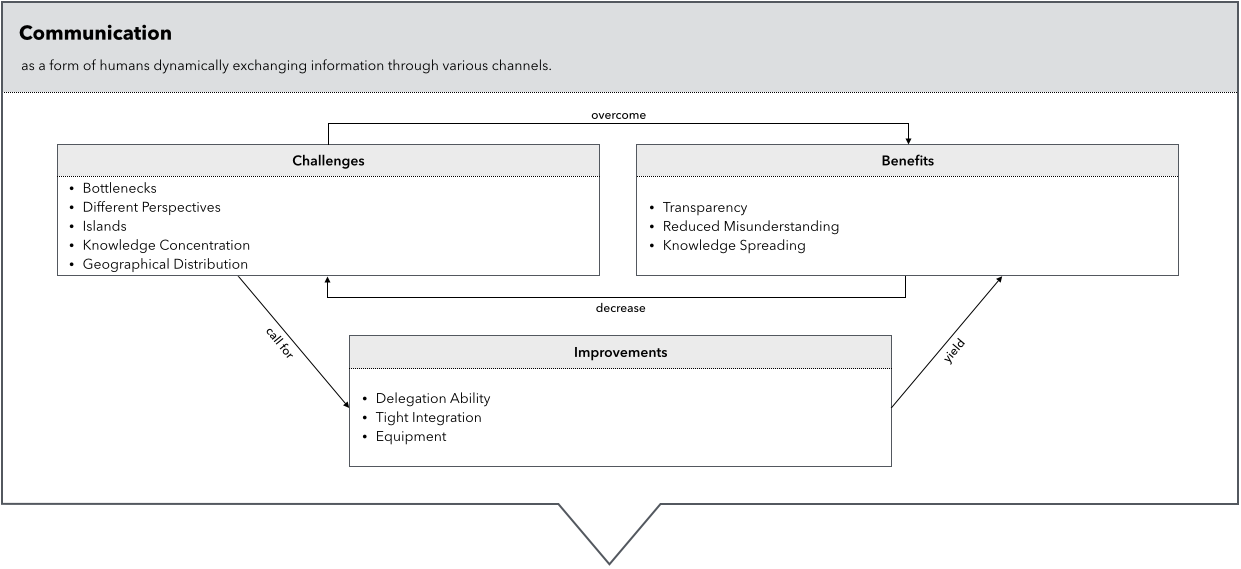 Communication
as a form of humans dynamically exchanging information through various channels.
overcome
Challenges
• Bottlenecks
• Different Perspectives
• Islands
• Knowledge Concentration
• Geographical Distribution
Benefits
• Transparency
• Reduced Misunderstanding
• Knowledge Spreading
decrease
call for
yield
Improvements
• Delegation Ability
• Tight Integration
• Equipment